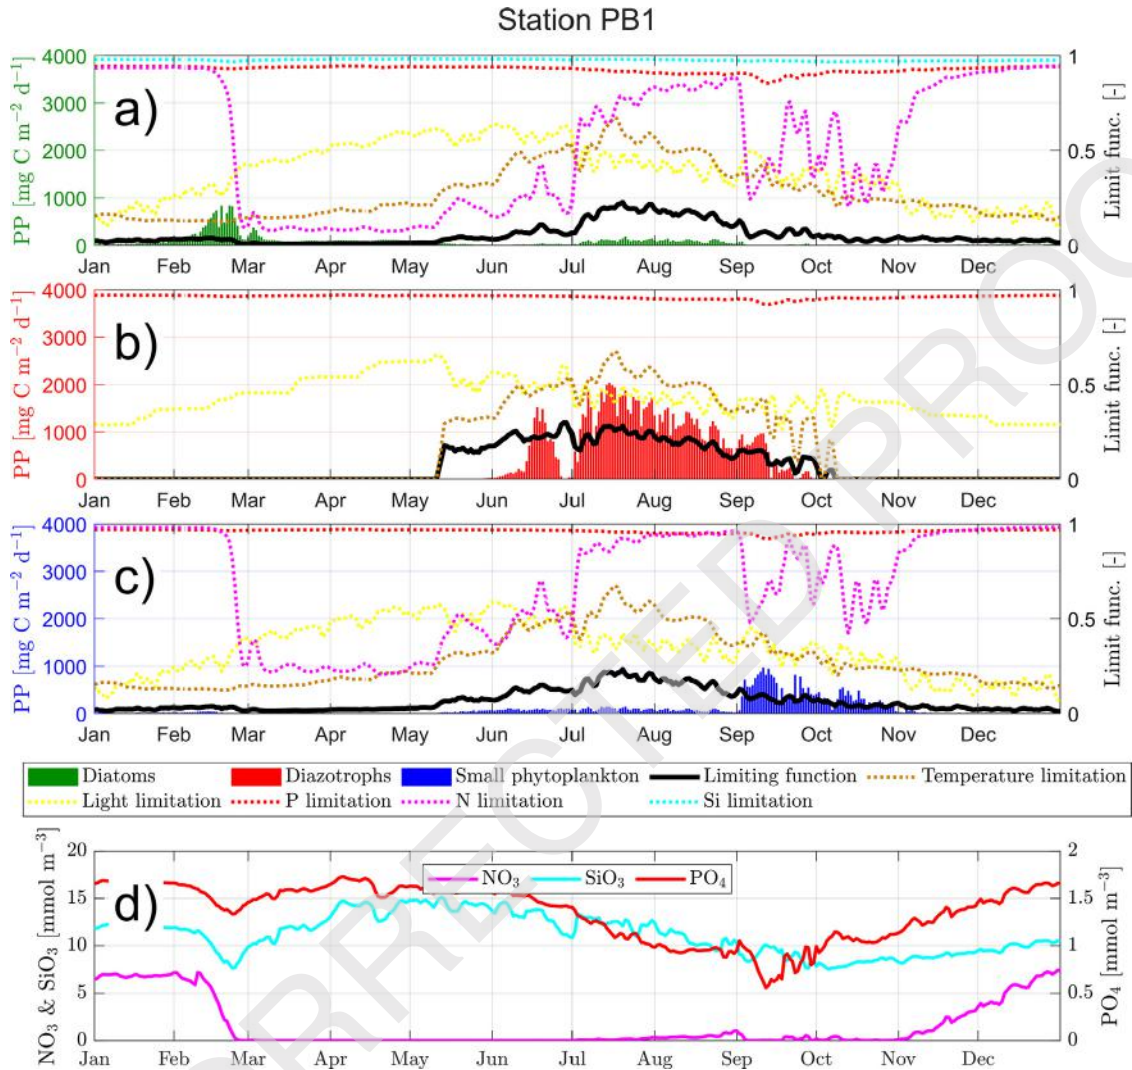 Station PB1
a)
PP [mg C m⁻² d⁻¹]
4000
3000
2000
1000
0
1
0.5
0
Limit func. [-]
Jan Feb Mar Apr May Jun Jul Aug Sep Oct Nov Dec
b)
PP [mg C m⁻² d⁻¹]
4000
3000
2000
1000
0
1
0.5
0
Limit func. [-]
Jan Feb Mar Apr May Jun Jul Aug Sep Oct Nov Dec
c)
PP [mg C m⁻² d⁻¹]
4000
3000
2000
1000
0
1
0.5
0
Limit func. [-]
Jan Feb Mar Apr May Jun Jul Aug Sep Oct Nov Dec
Diatoms Diazotrophs Small phytoplankton Limiting function Temperature limitation
Light limitation P limitation N limitation Si limitation
d)
NO₃ & SiO₃ [mmol m⁻³]
20
15
10
5
0
NO₃ SiO₃ PO₄
2
1.5
1
0.5
0
PO₄ [mmol m⁻³]
Jan Feb Mar Apr May Jun Jul Aug Sep Oct Nov Dec
RRECTED PROO